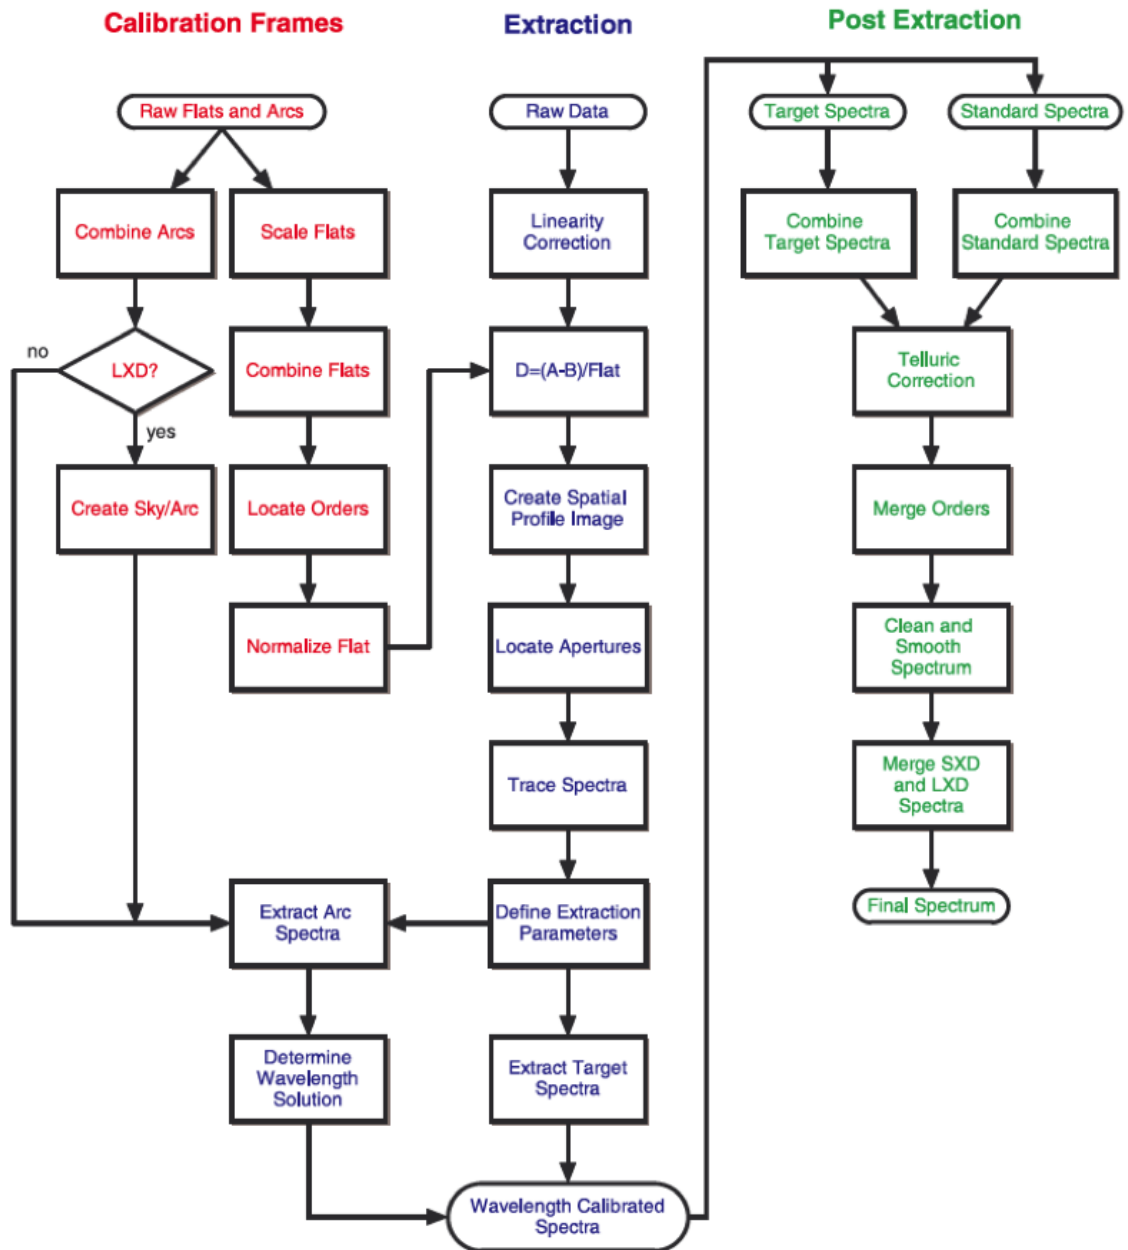 Calibration Frames
Extraction
Post Extraction
Raw Flats and Arcs
Raw Data
Target Spectra
Standard Spectra
Combine Arcs
Scale Flats
Linearity
Correction
Combine
Target Spectra
Combine
Standard Spectra
no
LXD?
yes
Combine Flats
D=(A-B)/Flat
Telluric
Correction
Create Sky/Arc
Locate Orders
Create Spatial
Profile Image
Merge Orders
Normalize Flat
Locate Apertures
Clean and
Smooth
Spectrum
Trace Spectra
Merge SXD
and LXD
Spectra
Extract Arc
Spectra
Define Extraction
Parameters
Final Spectrum
Determine
Wavelength
Solution
Extract Target
Spectra
Wavelength Calibrated
Spectra